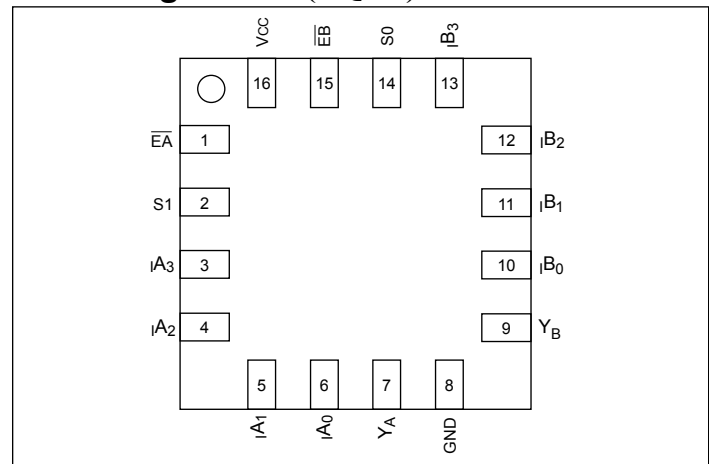 VCC
EB
S0
IB3
16
15
14
13
EA 1
12 IB2
S1 2
11 IB1
IA3 3
10 IB0
IA2 4
9 YB
5
6
7
8
IA1
IA0
YA
GND